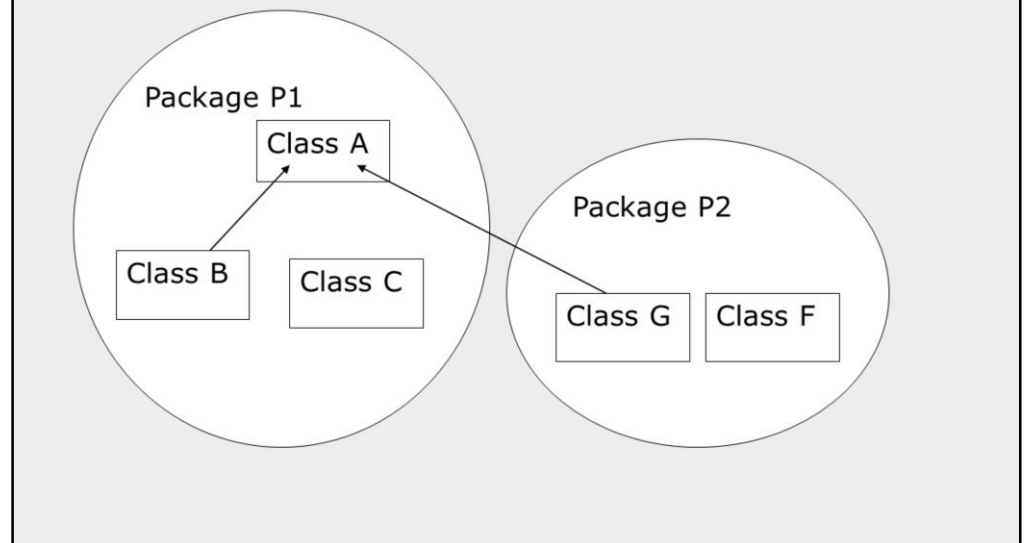 Package P1
Class A
Package P2
Class B
Class C
Class G
Class F